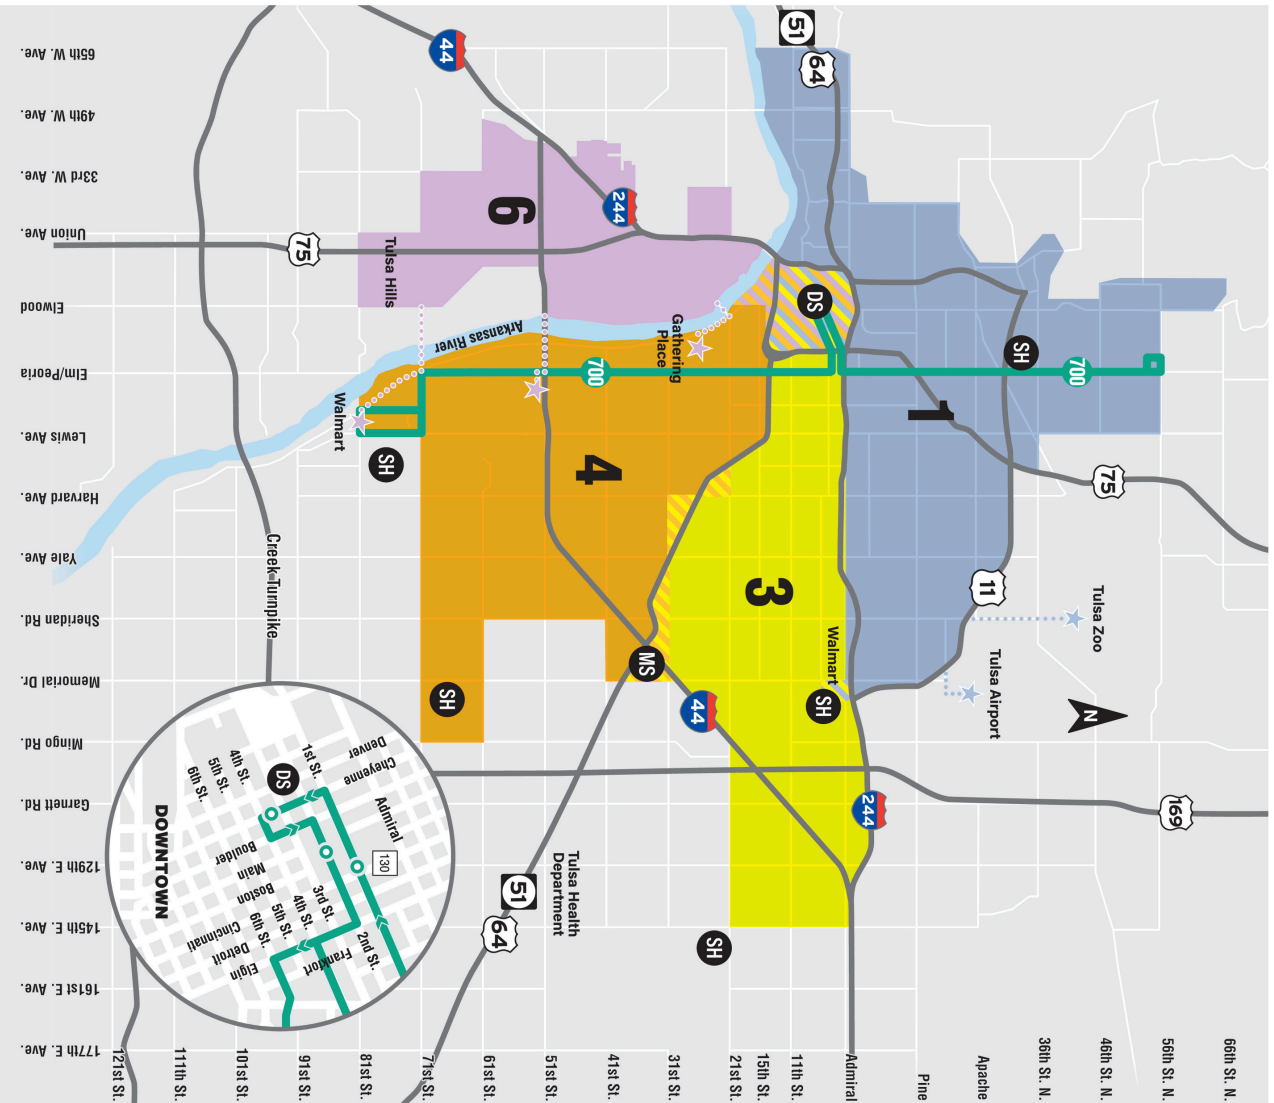 65th W. Ave.
49th W. Ave.
33rd W. Ave.
Union Ave.
Elwood
Elm/Peoria
Lewis Ave.
Harvard Ave.
Yale Ave.
Sheridan Rd.
Memorial Dr.
Mingo Rd.
Garnett Rd.
129th E. Ave.
145th E. Ave.
161st E. Ave.
177th E. Ave.
66th St. N.
56th St. N.
46th St. N.
36th St. N.
Apache
Pine
Admiral
11th St.
15th St.
21st St.
31st St.
41st St.
51st St.
61st St.
71st St.
81st St.
91st St.
101st St.
111th St.
121st St.
44
51
64
244
75
6
Tulsa Hills
Arkansas River
Gathering
Place
DS
SH
700
700
1
Walmart
SH
4
75
Creek Turnpike
3
11
Tulsa Zoo
Tulsa Airport
N
Walmart
SH
MS
SH
44
244
169
Tulsa Health
Department
51
64
SH
DOWNTOWN
DS
1st St.
4th St.
5th St.
6th St.
Denver
Cheyenne
Admiral
130
Boulder
Main
Boston
Cincinnati
Detroit
Elgin
Frankfort
2nd St.
3rd St.
4th St.
5th St.
6th St.